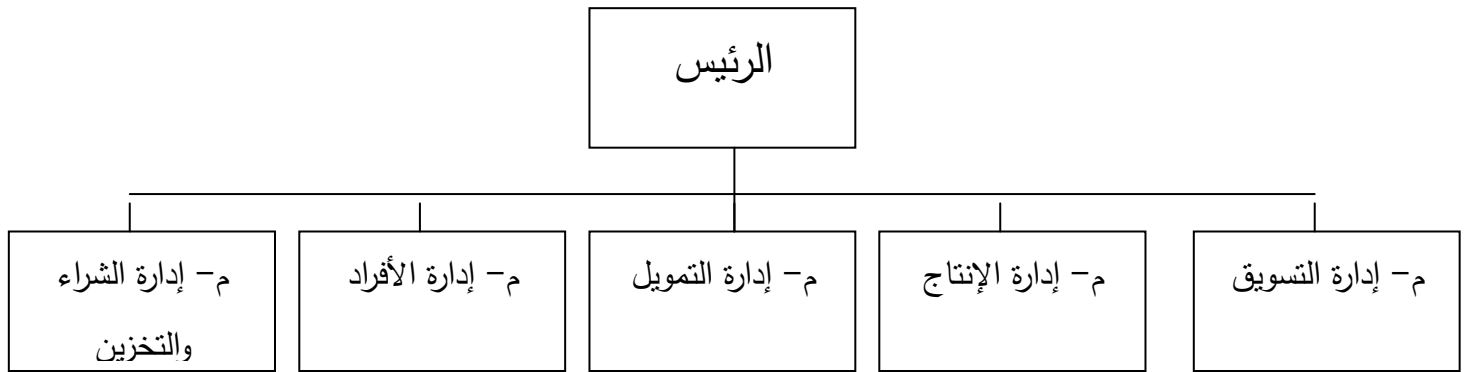 الرئيس
م– إدارة التسويق
م– إدارة الإنتاج
م– إدارة التمويل
م– إدارة الأفراد
م– إدارة الشراء
والتخزين